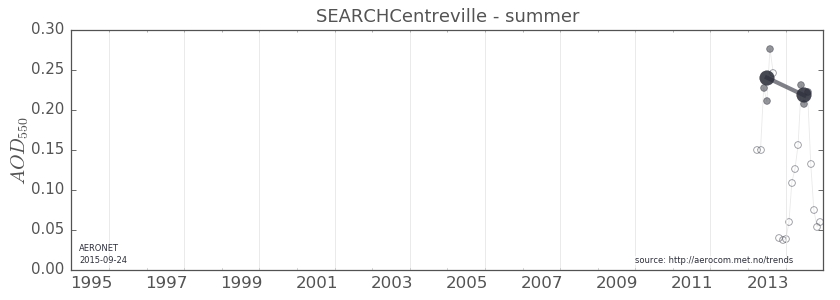 SEARCHCentreville - summer
0.30
0.25
0.20
0.15
0.10
0.05
0.00
AOD550
AERONET
2015-09-24
source: http://aerocom.met.no/trends
1995 1997 1999 2001 2003 2005 2007 2009 2011 2013